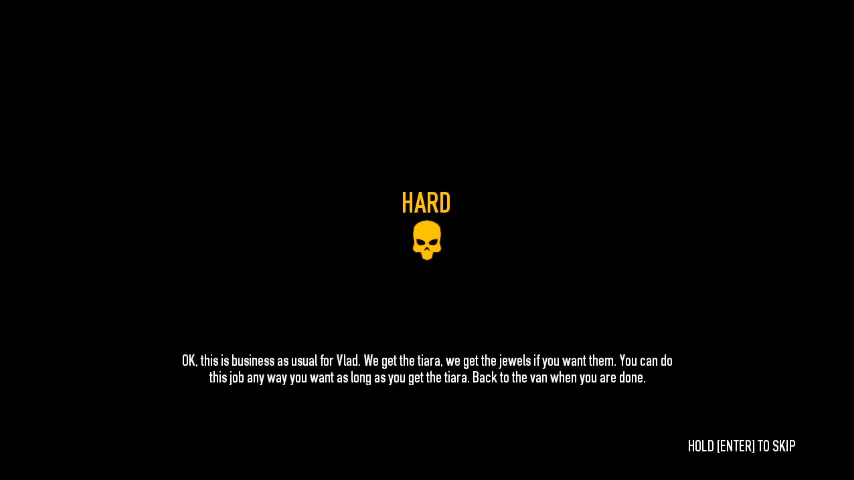 HARD
OK, this is business as usual for Vlad. We get the tiara, we get the jewels if you want them. You can do
this job any way you want as long as you get the tiara. Back to the van when you are done.
HOLD [ENTER] TO SKIP